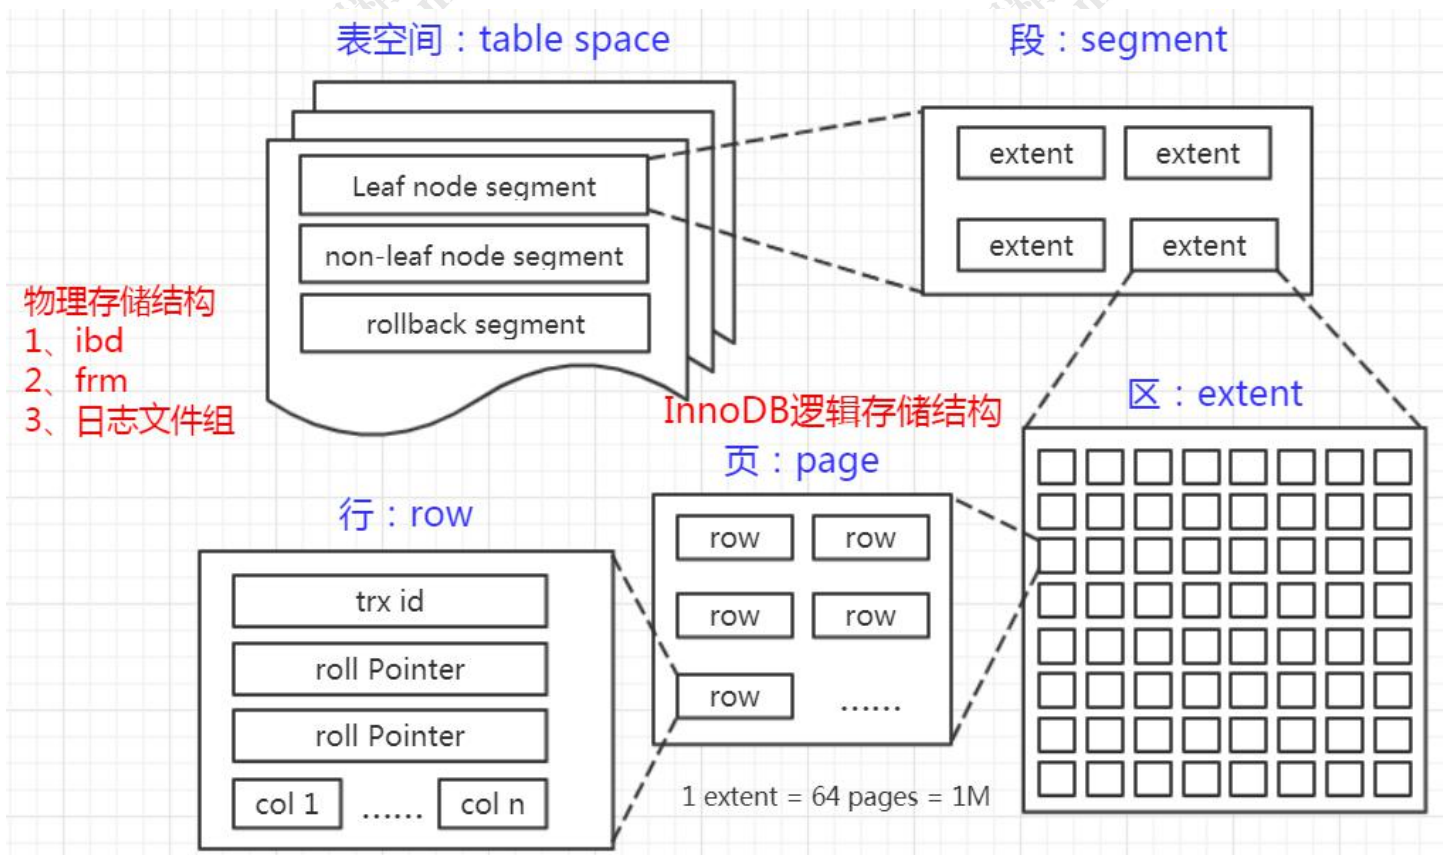 表空间：table space
段：segment
Leaf node segment
non-leaf node segment
rollback segment
extent
extent
extent
extent
物理存储结构
1、ibd
2、frm
3、日志文件组
InnoDB逻辑存储结构
区：extent
页：page
row
row
row
row
row
……
1 extent = 64 pages = 1M
行：row
trx id
roll Pointer
roll Pointer
col 1
……
col n